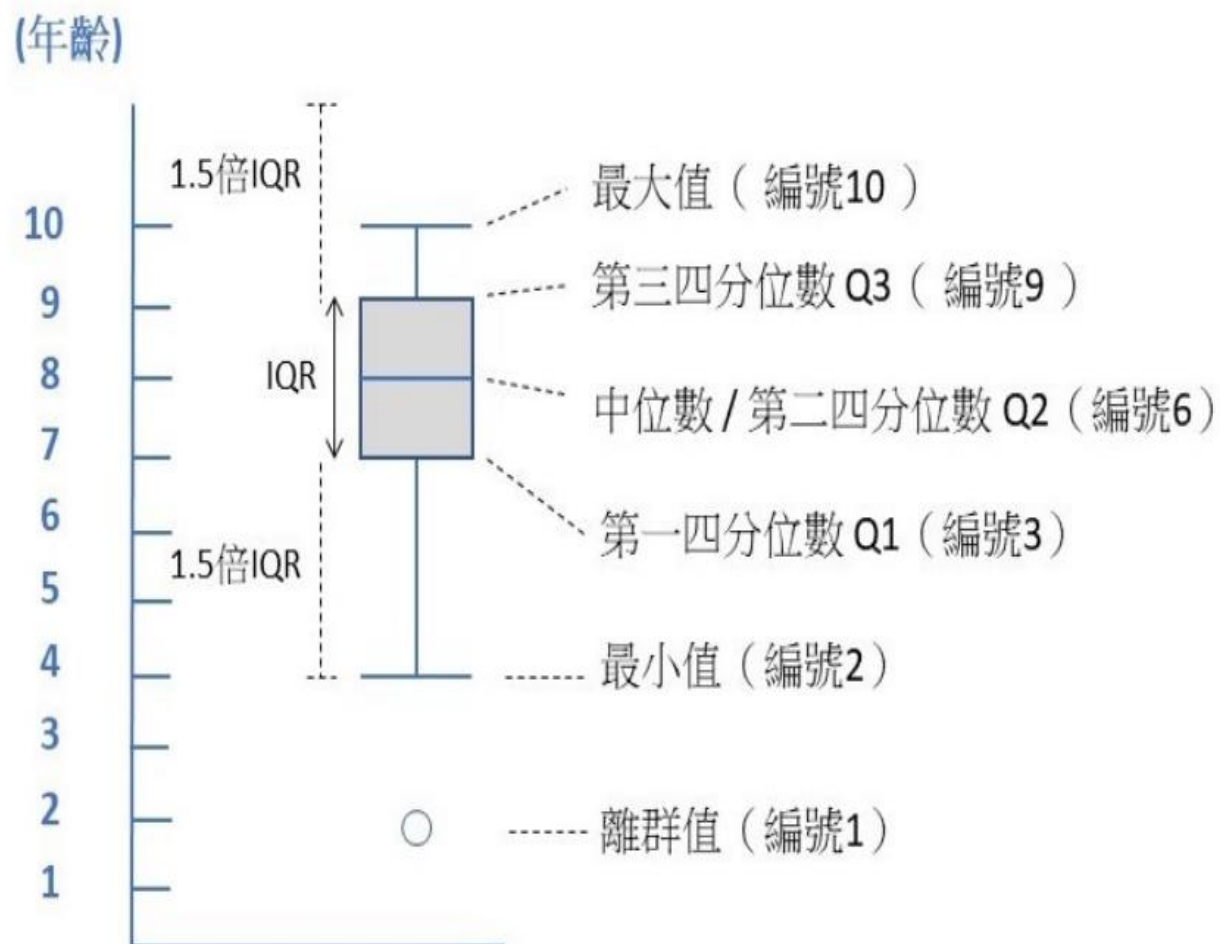 (年齡)
1.5倍IQR
最大值（編號10）
10
第三四分位數 Q3（編號9）
9
IQR
8
中位數 / 第二四分位數 Q2（編號6）
7
6
第一四分位數 Q1（編號3）
1.5倍IQR
5
4
最小值（編號2）
3
2
離群值（編號1）
1